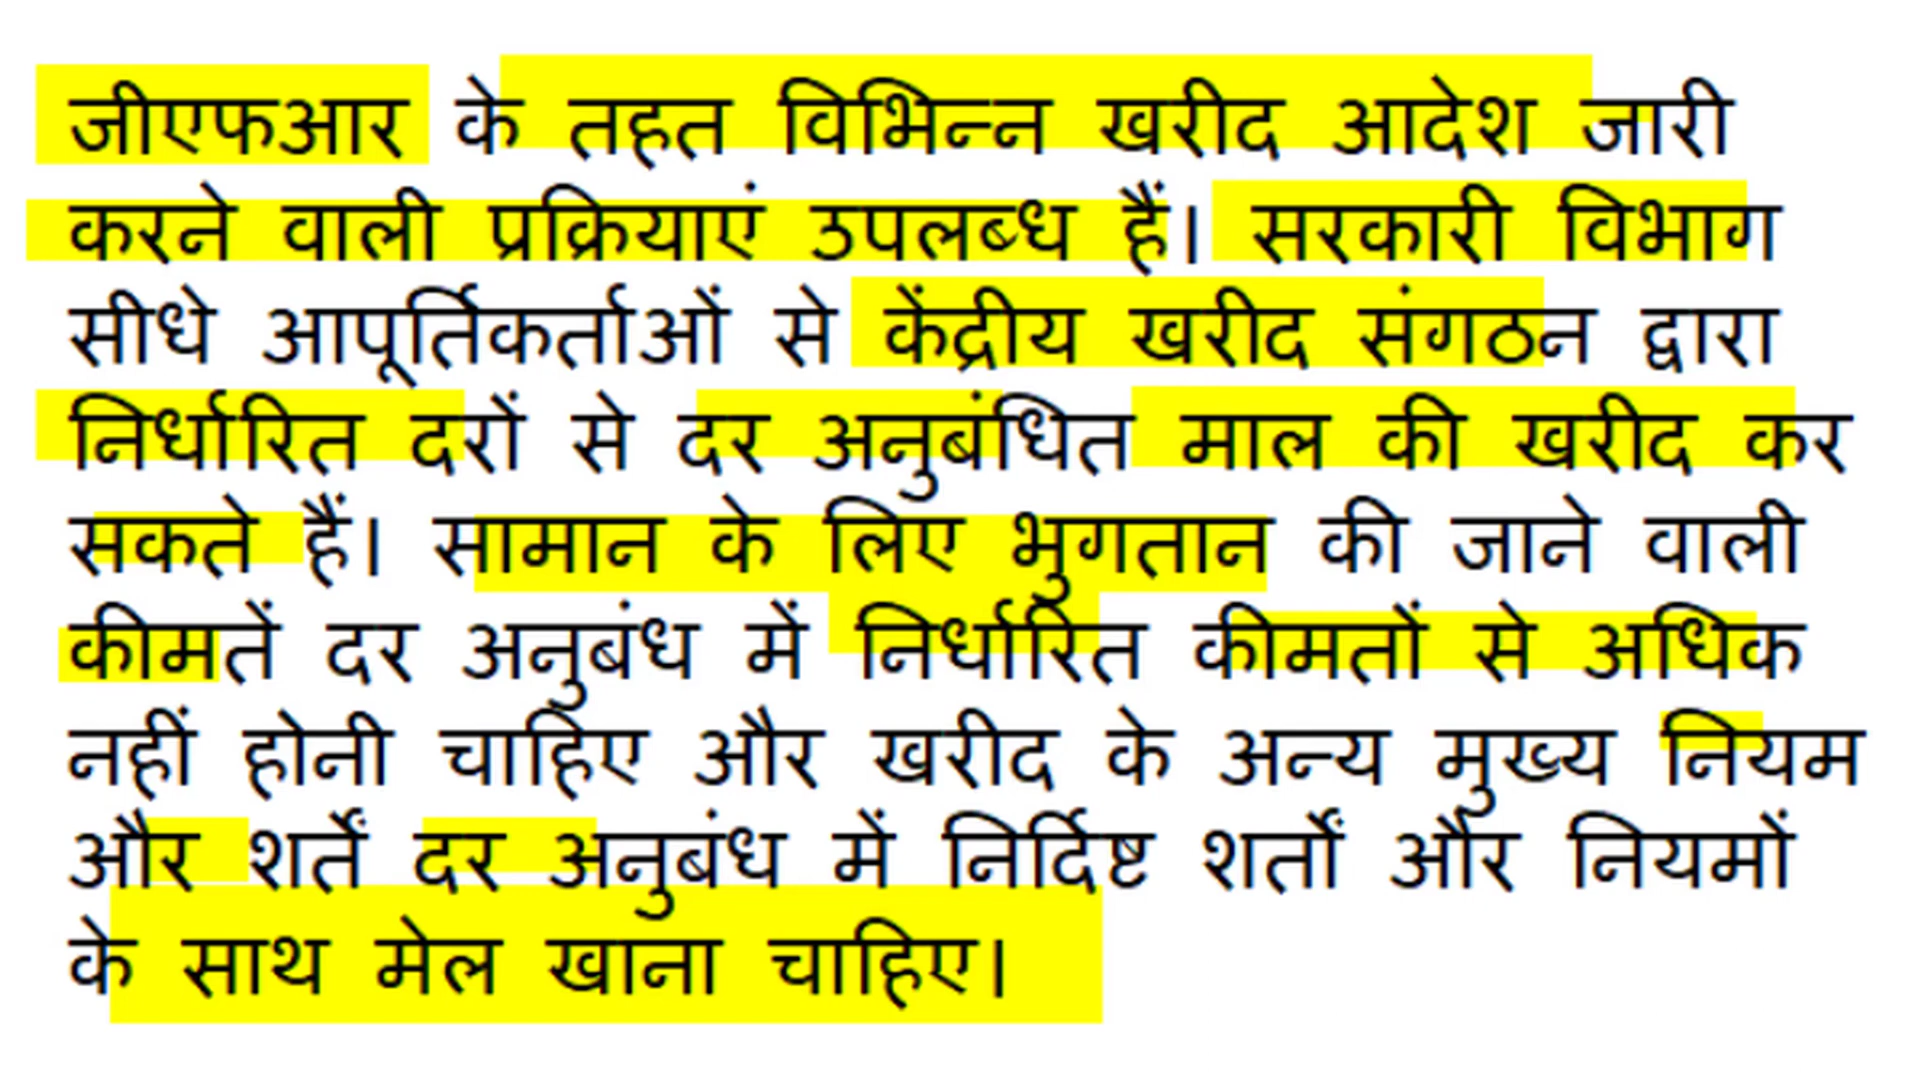 जीएफआर के तहत विभिन्न खरीद आदेश जारी
करने वाली प्रक्रियाएं उपलब्ध हैं। सरकारी विभाग
सीधे आपूर्तिकर्ताओं से केंद्रीय खरीद संगठन द्वारा
निर्धारित दरों से दर अनुबंधित माल की खरीद कर
सकते हैं। सामान के लिए भुगतान की जाने वाली
कीमतें दर अनुबंध में निर्धारित कीमतों से अधिक
नहीं होनी चाहिए और खरीद के अन्य मुख्य नियम
और शर्तें दर अनुबंध में निर्दिष्ट शर्तों और नियमों
के साथ मेल खाना चाहिए।